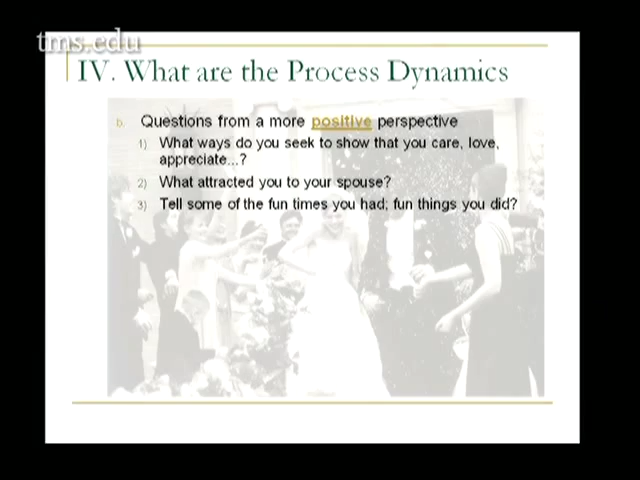 tms.edu
IV. What are the Process Dynamics
b. Questions from a more positive perspective
1) What ways do you seek to show that you care, love,
appreciate...?
2) What attracted you to your spouse?
3) Tell some of the fun times you had; fun things you did?